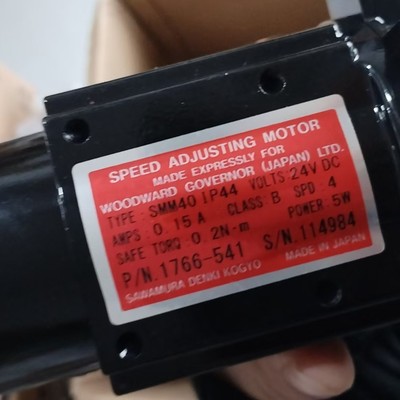 SPEED ADJUSTING MOTOR
MADE EXPRESSLY FOR
WOODWARD GOVERNOR (JAPAN) LTD.
TYPE SMM40 IP44 VOLTS 24V DC
AMPS 0.15A CLASS B SPD 4
SAFE TORQ 0.2N·m POWER 5W
P/N.1766-541 S/N.114984
SAWAMURA DENKI KOGYO MADE IN JAPAN